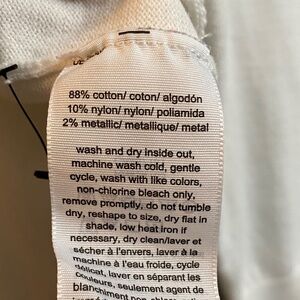 88% cotton/ coton/ algodón
10% nylon/ nylon/ poliamida
2% metallic/ metallique/ metal
wash and dry inside out,
machine wash cold, gentle
cycle, wash with like colors,
non-chlorine bleach only,
remove promptly, do not tumble
dry, reshape to size, dry flat in
shade, low heat iron if
necessary, dry clean/laver et
sécher à l'envers, laver à la
machine à l'eau froide, cycle
délicat, laver en séparant les
couleurs, seulement agent de
blanchiment non